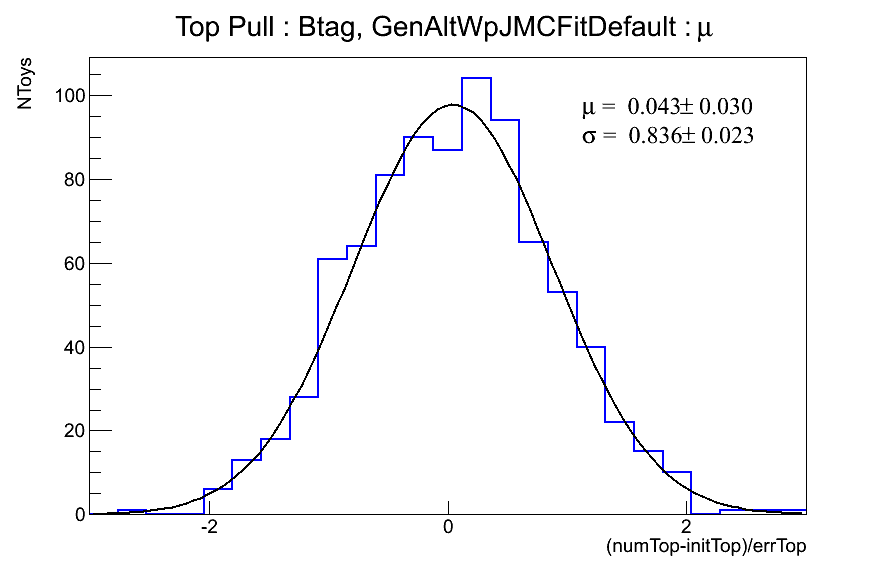 Top Pull : Btag, GenAltWpJMCFitDefault : μ
NToys
μ = 0.043± 0.030
σ = 0.836± 0.023
100
80
60
40
20
0
-2 0 2
(numTop-initTop)/errTop